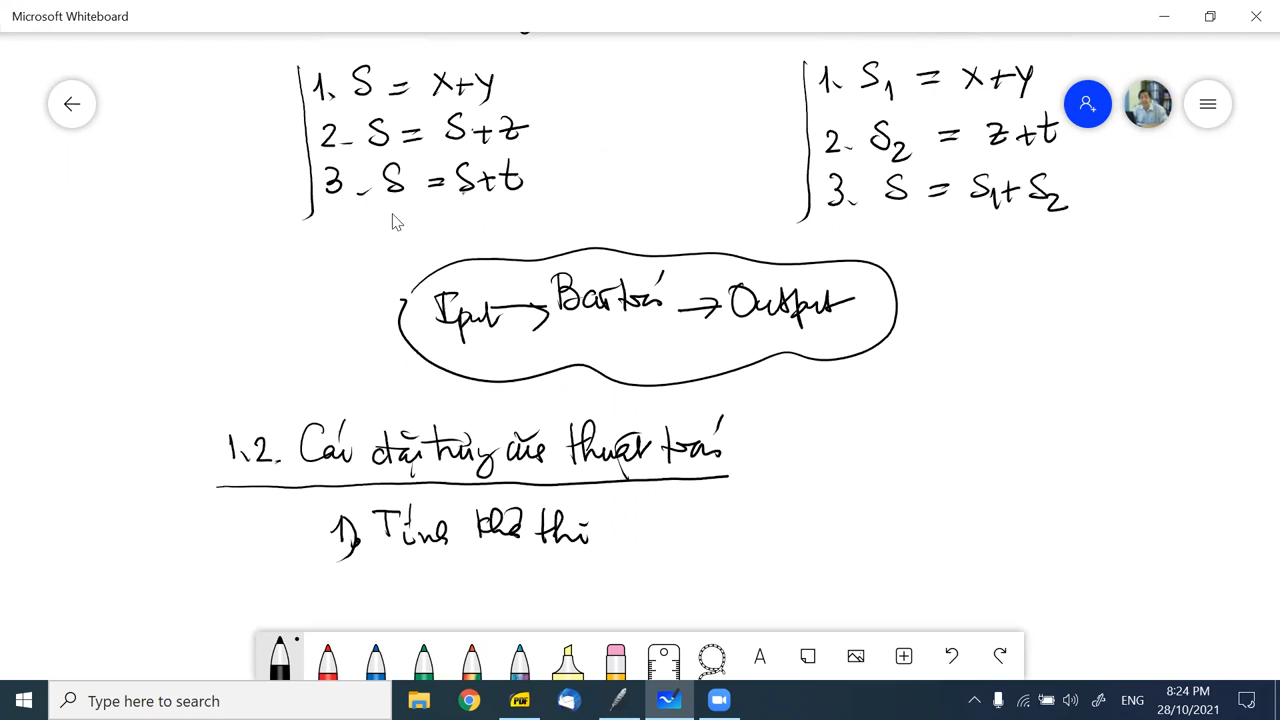 Microsoft Whiteboard
1. S = x+y
2. S = S+z
3. S = S+t
1. S1 = x+y
2. S2 = z+t
3. S = S1+S2
Iput → Bài toán → Output
1.2. Các đặc trưng của thuật toán
1) Tính khả thi
A
Type here to search
PDF
ENG
8:24 PM
28/10/2021